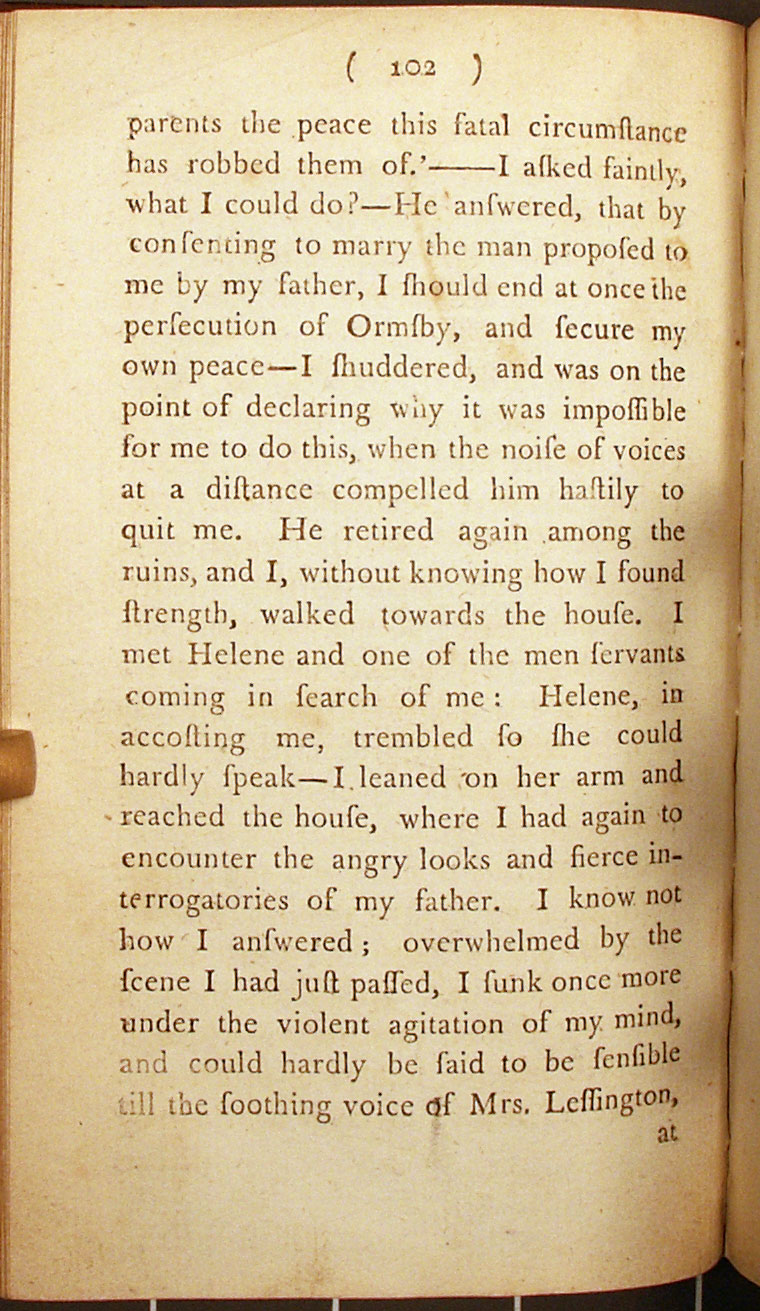 ( 102 )
parents the peace this fatal circumſtance
has robbed them of.'——I aſked faintly,
what I could do?—He anſwered, that by
conſenting to marry the man propoſed to
me by my father, I ſhould end at once the
perſecution of Ormſby, and ſecure my
own peace—I ſhuddered, and was on the
point of declaring why it was impoſſible
for me to do this, when the noiſe of voices
at a diſtance compelled him haſtily to
quit me. He retired again among the
ruins, and I, without knowing how I found
ſtrength, walked towards the houſe. I
met Helene and one of the men ſervants
coming in ſearch of me: Helene, in
accoſting me, trembled ſo ſhe could
hardly ſpeak—I leaned on her arm and
reached the houſe, where I had again to
encounter the angry looks and fierce in-
terrogatories of my father. I know not
how I anſwered; overwhelmed by the
ſcene I had juſt paſſed, I ſunk once more
under the violent agitation of my mind,
and could hardly be ſaid to be ſenſible
till the ſoothing voice of Mrs. Leſſington,
at